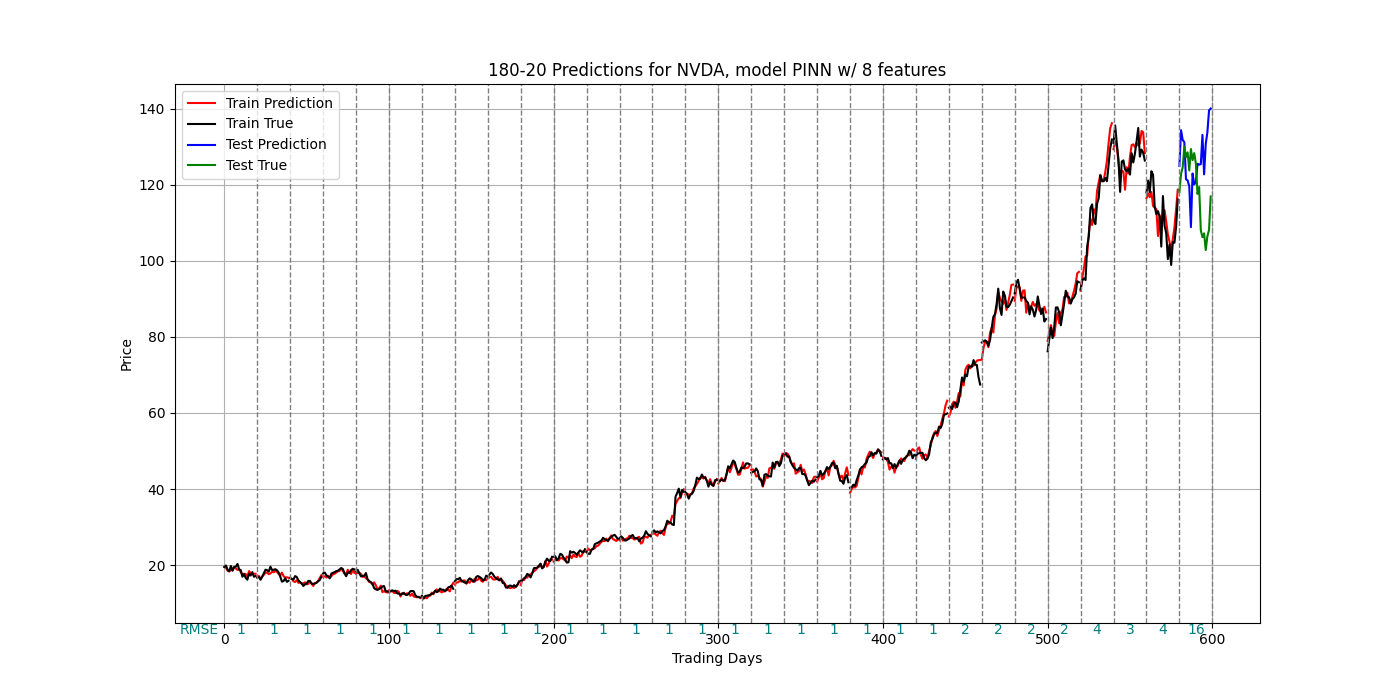 180-20 Predictions for NVDA, model PINN w/ 8 features
Train Prediction
Train True
Test Prediction
Test True
140
120
100
80
60
40
20
Price
RMSE 1 1 1 1 1 1 1 1 1 1 1 1 1 1 1 1 1 1 1 1 1 1 2 2 2 2 4 3 4 16
0 100 200 300 400 500 600
Trading Days